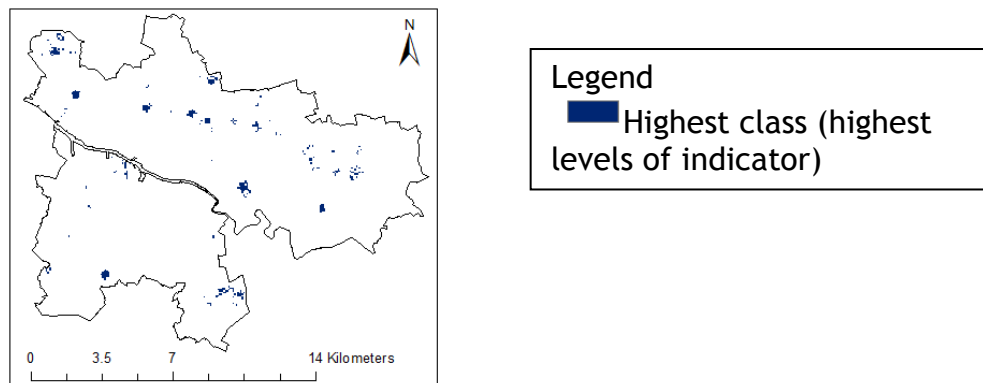 N
0 3.5 7 14 Kilometers
Legend
Highest class (highest
levels of indicator)